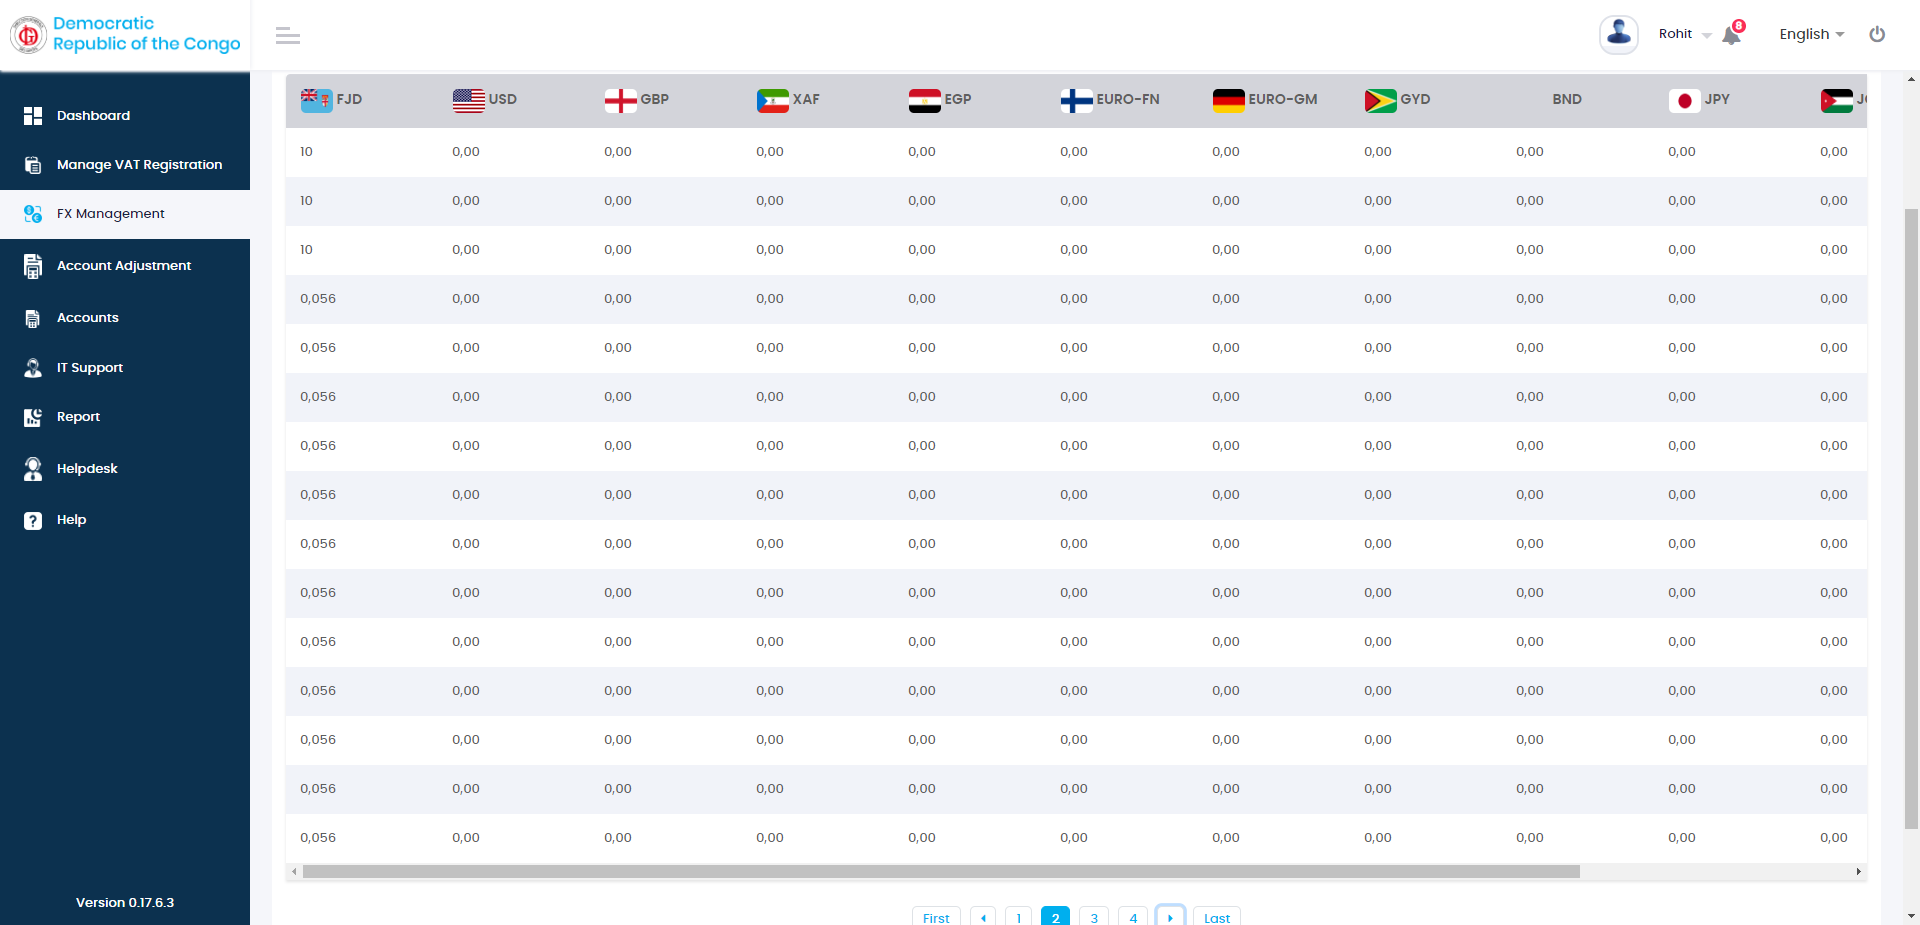 Democratic
Republic of the Congo
Rohit
8
English
Dashboard
Manage VAT Registration
FX Management
Account Adjustment
Accounts
IT Support
Report
Helpdesk
Help
Version 0.17.6.3
FJD USD GBP XAF EGP EURO-FN EURO-GM GYD BND JPY
10 0,00 0,00 0,00 0,00 0,00 0,00 0,00 0,00 0,00 0,00
10 0,00 0,00 0,00 0,00 0,00 0,00 0,00 0,00 0,00 0,00
10 0,00 0,00 0,00 0,00 0,00 0,00 0,00 0,00 0,00 0,00
0,056 0,00 0,00 0,00 0,00 0,00 0,00 0,00 0,00 0,00 0,00
0,056 0,00 0,00 0,00 0,00 0,00 0,00 0,00 0,00 0,00 0,00
0,056 0,00 0,00 0,00 0,00 0,00 0,00 0,00 0,00 0,00 0,00
0,056 0,00 0,00 0,00 0,00 0,00 0,00 0,00 0,00 0,00 0,00
0,056 0,00 0,00 0,00 0,00 0,00 0,00 0,00 0,00 0,00 0,00
0,056 0,00 0,00 0,00 0,00 0,00 0,00 0,00 0,00 0,00 0,00
0,056 0,00 0,00 0,00 0,00 0,00 0,00 0,00 0,00 0,00 0,00
0,056 0,00 0,00 0,00 0,00 0,00 0,00 0,00 0,00 0,00 0,00
0,056 0,00 0,00 0,00 0,00 0,00 0,00 0,00 0,00 0,00 0,00
0,056 0,00 0,00 0,00 0,00 0,00 0,00 0,00 0,00 0,00 0,00
0,056 0,00 0,00 0,00 0,00 0,00 0,00 0,00 0,00 0,00 0,00
0,056 0,00 0,00 0,00 0,00 0,00 0,00 0,00 0,00 0,00 0,00
First 1 2 3 4 Last